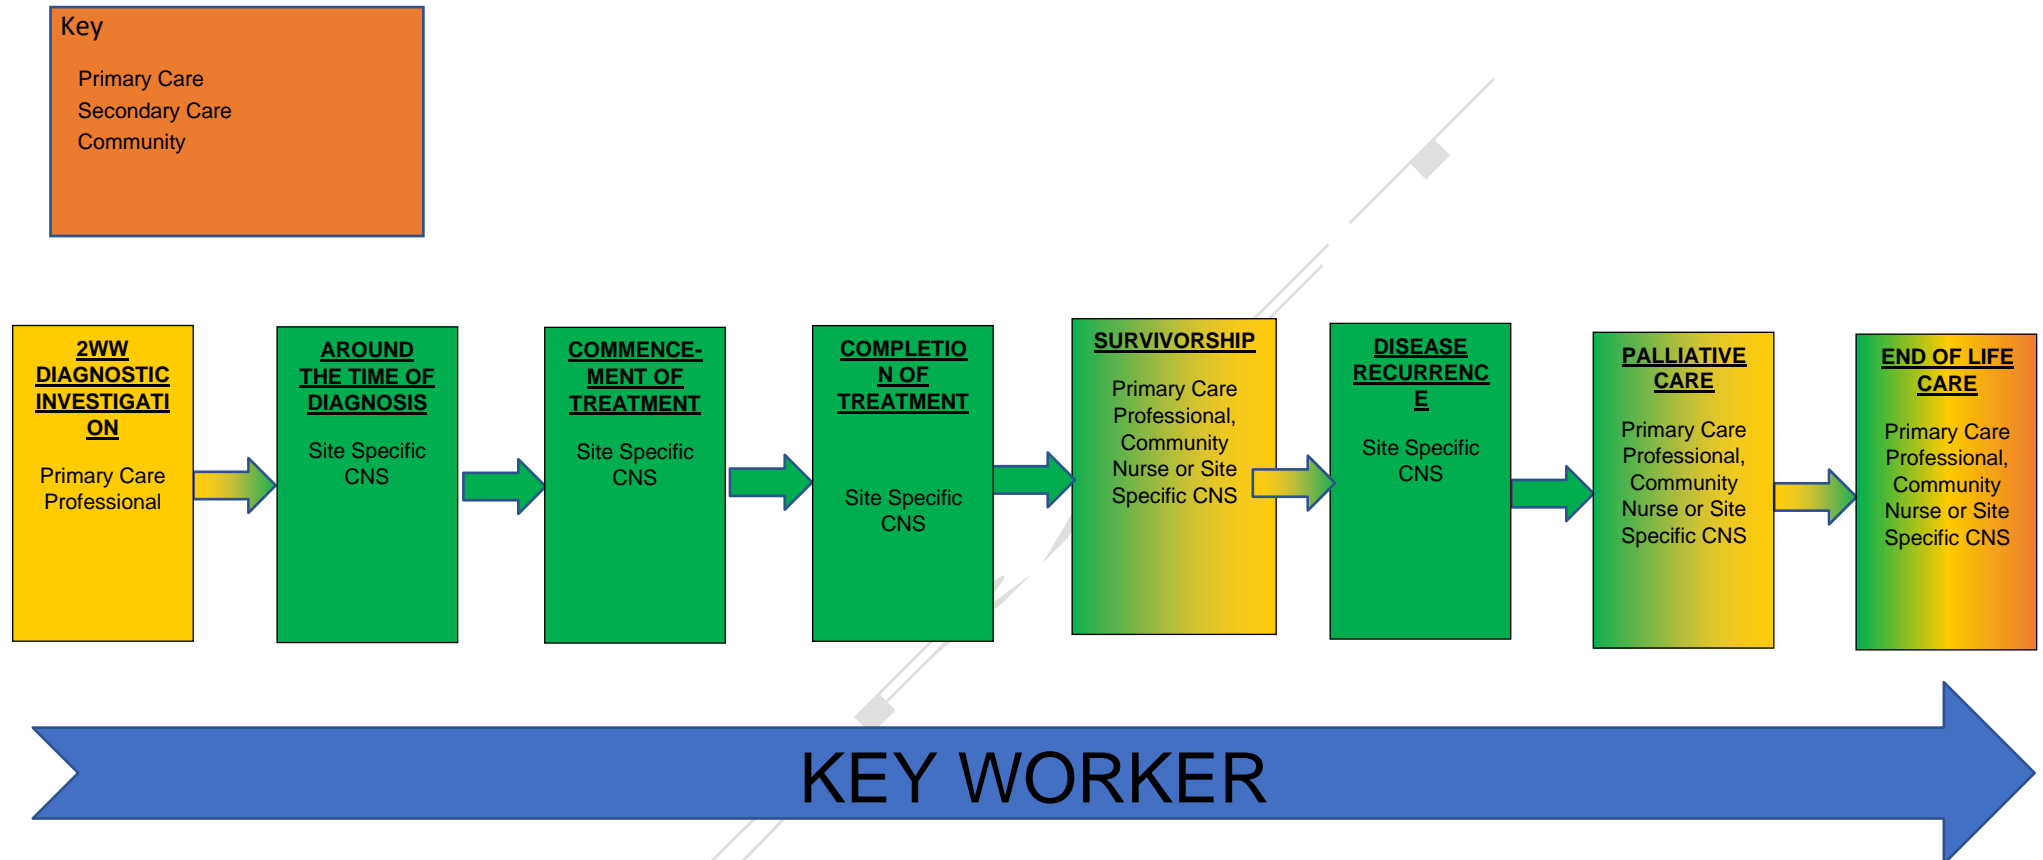 Key
Primary Care
Secondary Care
Community
2WW
DIAGNOSTIC
INVESTIGATI
ON
Primary Care
Professional
AROUND
THE TIME OF
DIAGNOSIS
Site Specific
CNS
COMMENCE-
MENT OF
TREATMENT
Site Specific
CNS
COMPLETIO
N OF
TREATMENT
Site Specific
CNS
SURVIVORSHIP
Primary Care
Professional,
Community
Nurse or Site
Specific CNS
DISEASE
RECURRENC
E
Site Specific
CNS
PALLIATIVE
CARE
Primary Care
Professional,
Community
Nurse or Site
Specific CNS
END OF LIFE
CARE
Primary Care
Professional,
Community
Nurse or Site
Specific CNS
KEY WORKER